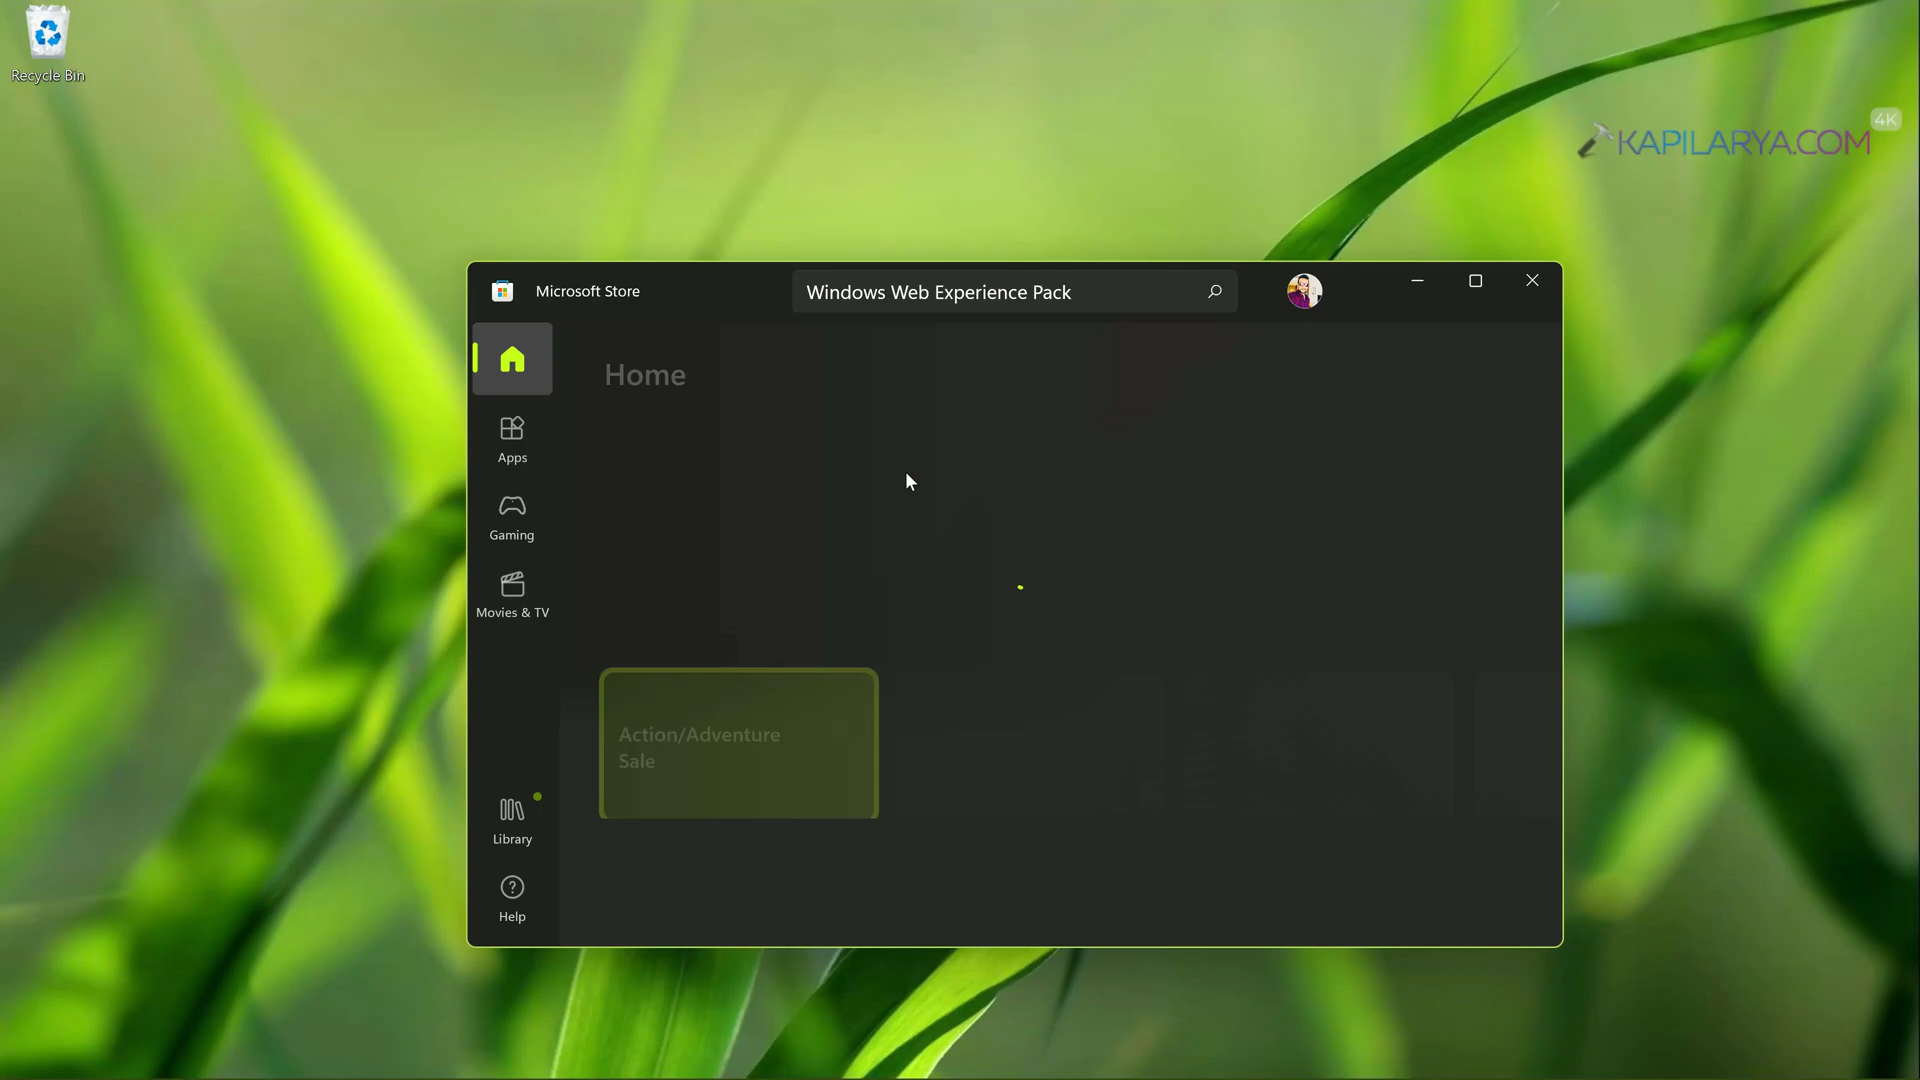 Recycle Bin
4K
KAPILARYA.COM
Microsoft Store
Windows Web Experience Pack
Home
Apps
Gaming
Movies & TV
Action/Adventure
Sale
Library
Help